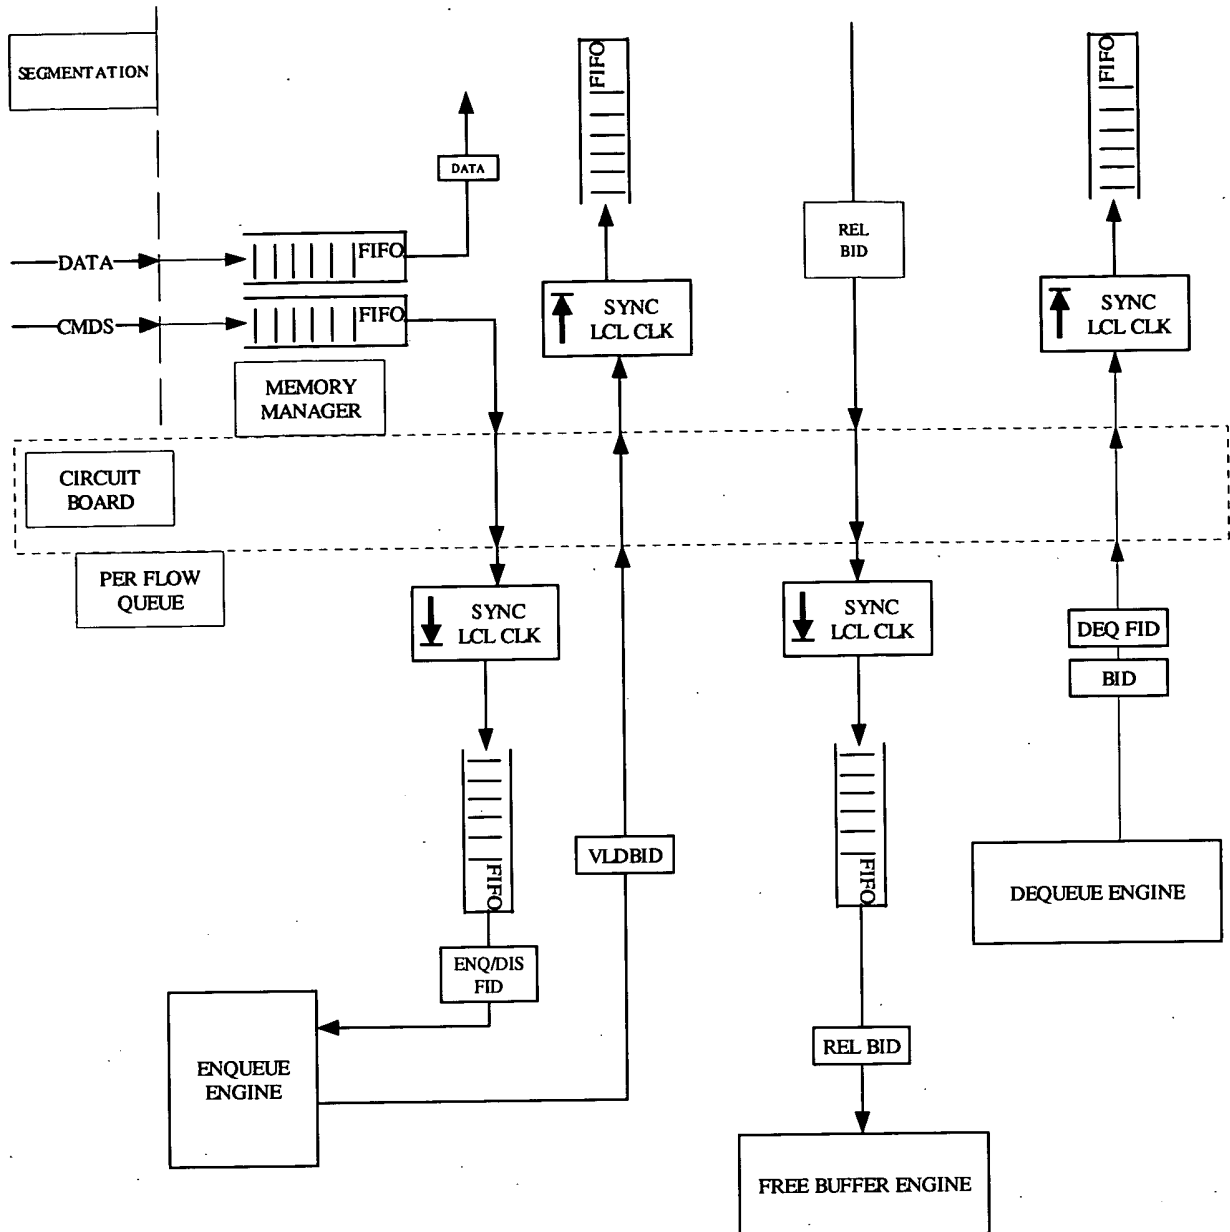 SEGMENTATION
FIFO
FIFO
DATA
REL
BID
DATA
FIFO
CMDS
FIFO
SYNC
LCL CLK
SYNC
LCL CLK
MEMORY
MANAGER
CIRCUIT
BOARD
PER FLOW
QUEUE
SYNC
LCL CLK
SYNC
LCL CLK
DEQ FID
BID
FIFO
VLDBID
FIFO
DEQUEUE ENGINE
ENQ/DIS
FID
ENQUEUE
ENGINE
REL BID
FREE BUFFER ENGINE